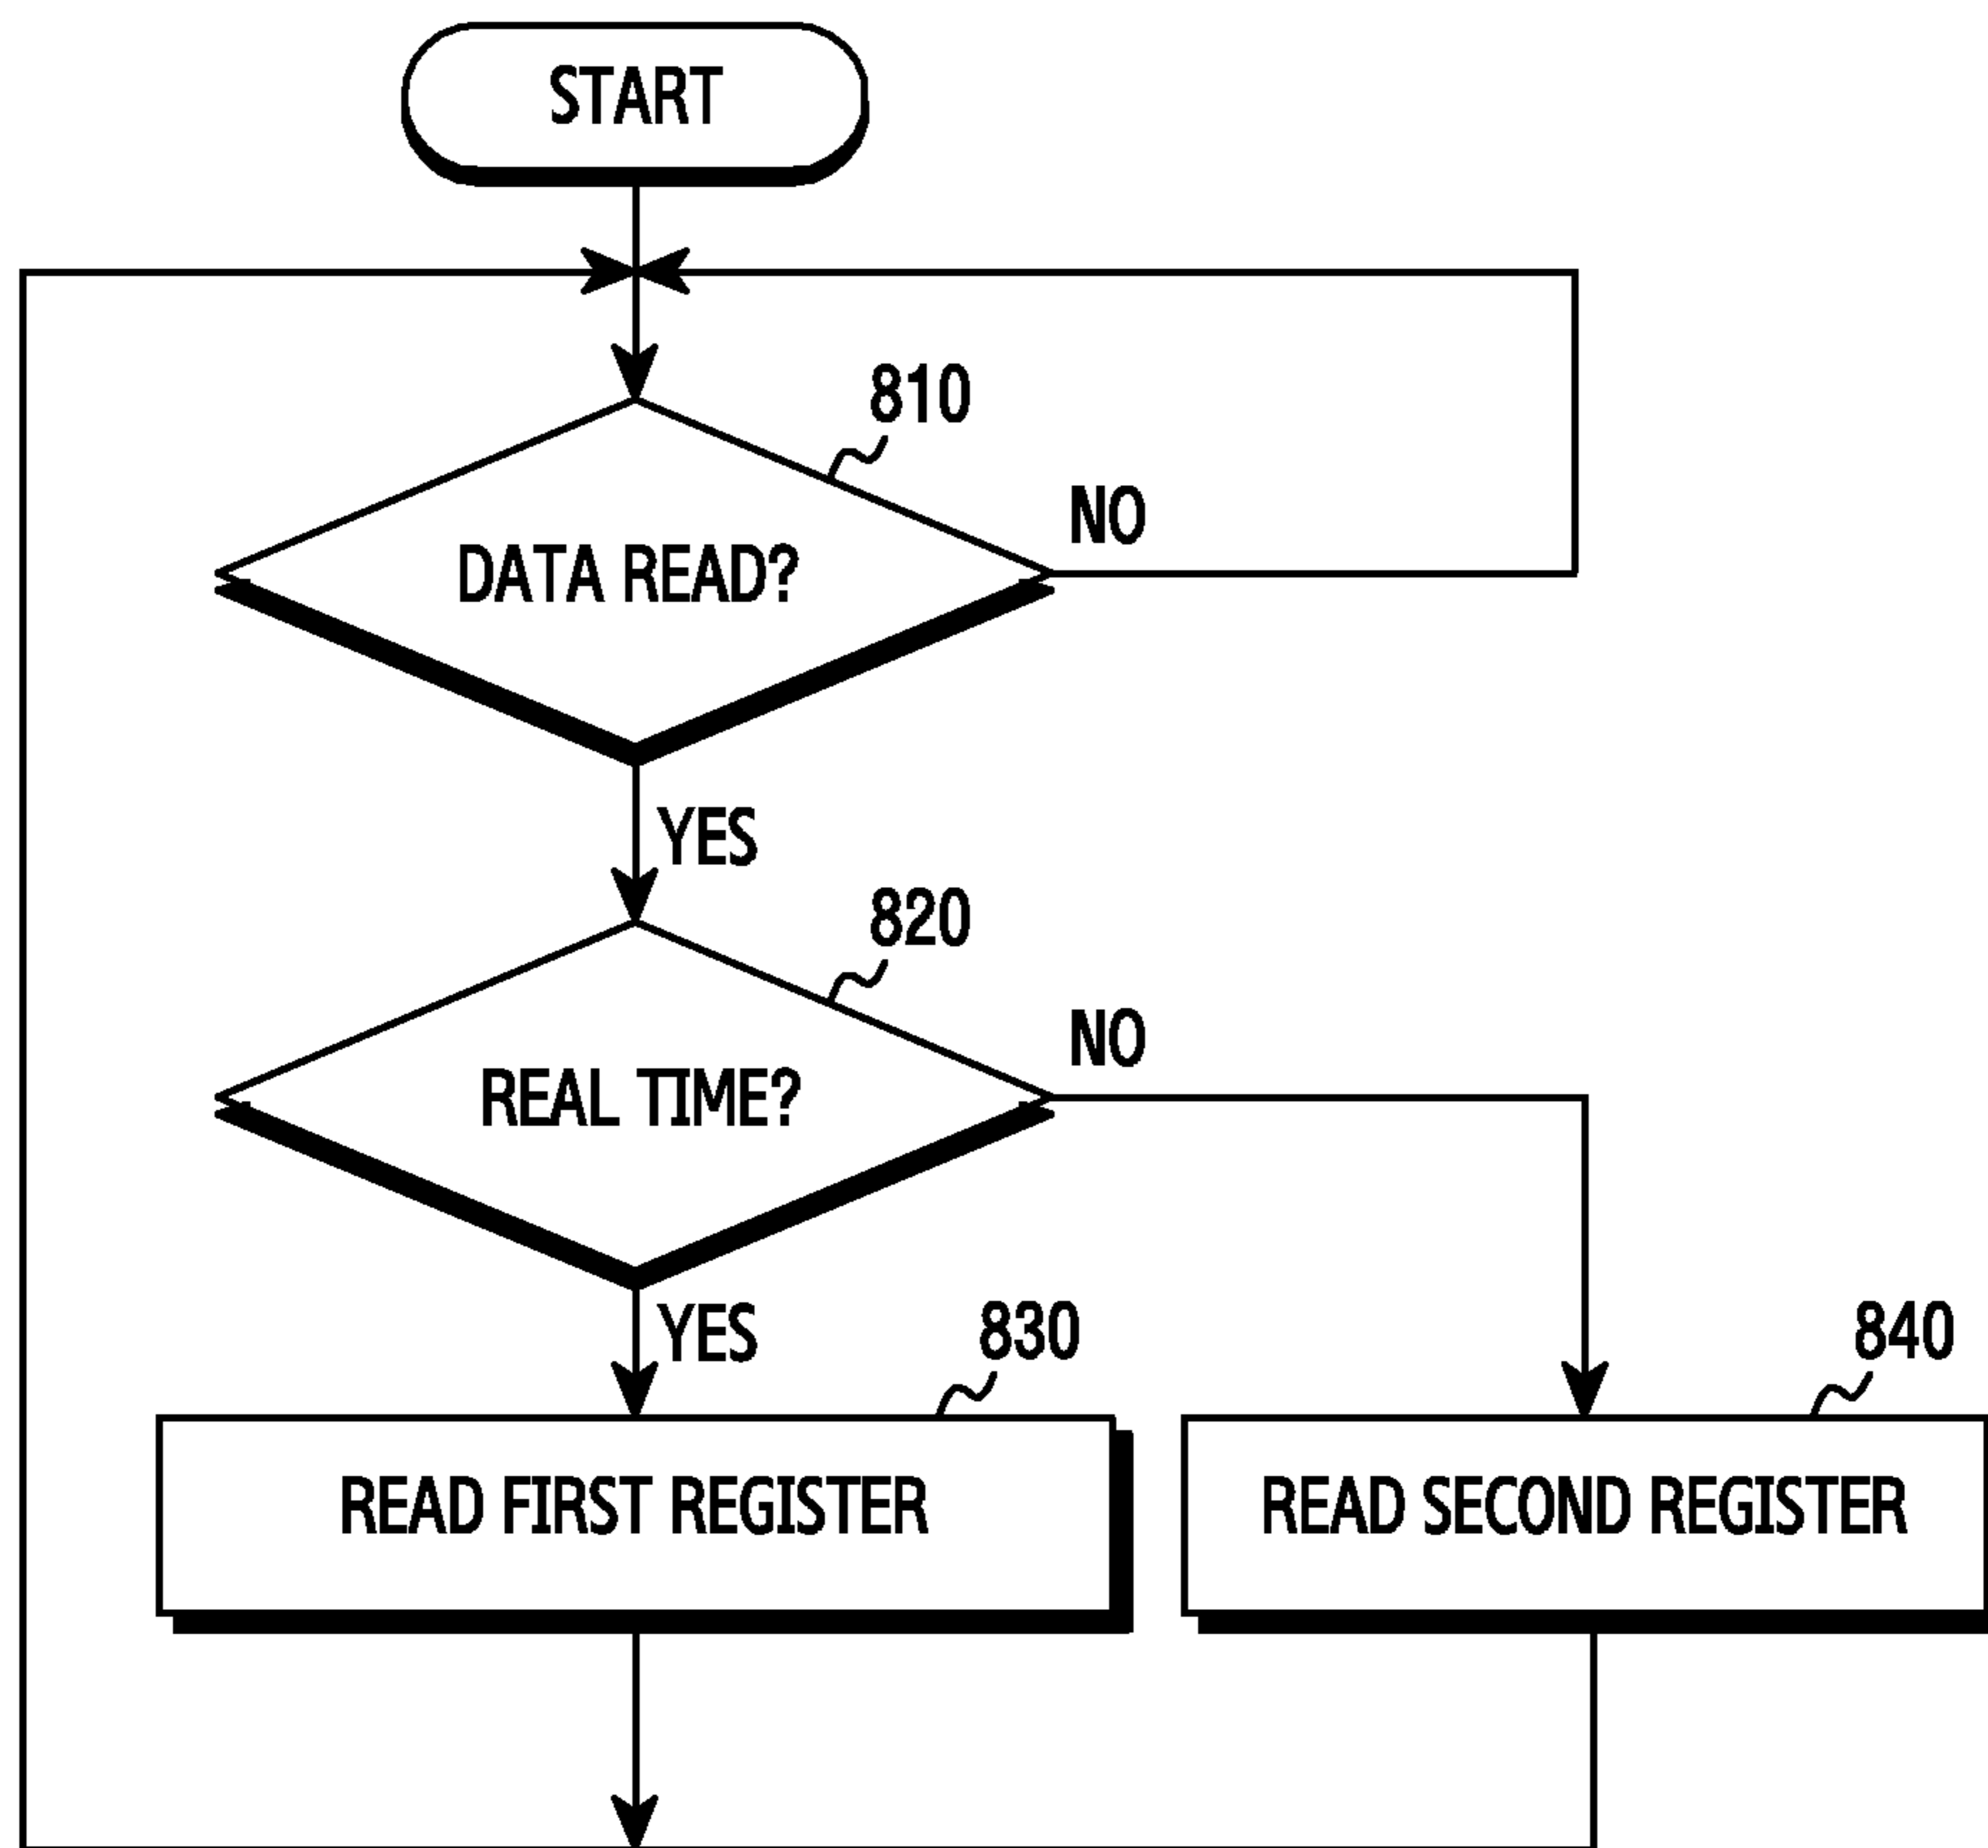 START
810
NO
DATA READ?
YES
820
NO
REAL TIME?
YES
830
840
READ FIRST REGISTER
READ SECOND REGISTER